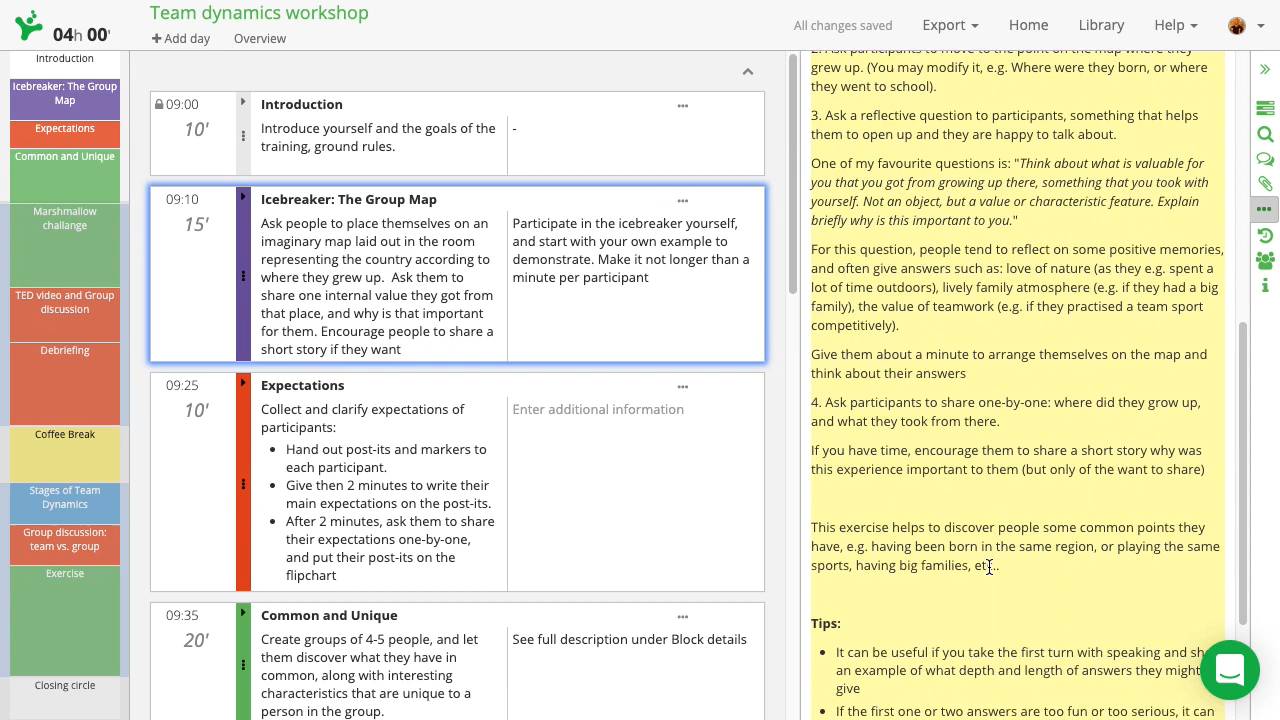 Team dynamics workshop
04h 00'
+ Add day
Overview
All changes saved
Export
Home
Library
Help
Introduction
Icebreaker: The Group
Map
Expectations
Common and Unique
Marshmallow
challange
TED video and Group
discussion
Debriefing
Coffee Break
Stages of Team
Dynamics
Group discussion:
team vs. group
Exercise
Closing circle
09:00
10'
Introduction
Introduce yourself and the goals of the
training, ground rules.
-
09:10
15'
Icebreaker: The Group Map
Ask people to place themselves on an
imaginary map laid out in the room
representing the country according to
where they grew up.  Ask them to
share one internal value they got from
that place, and why is that important
for them. Encourage people to share a
short story if they want
Participate in the icebreaker yourself,
and start with your own example to
demonstrate. Make it not longer than a
minute per participant
09:25
10'
Expectations
Collect and clarify expectations of
participants:
Hand out post-its and markers to
each participant.
Give then 2 minutes to write their
main expectations on the post-its.
After 2 minutes, ask them to share
their expectations one-by-one,
and put their post-its on the
flipchart
Enter additional information
09:35
20'
Common and Unique
Create groups of 4-5 people, and let
them discover what they have in
common, along with interesting
characteristics that are unique to a
person in the group.
See full description under Block details
2. Ask participants to move to the point on the map where they
grew up. (You may modify it, e.g. Where were they born, or where
they went to school).
3. Ask a reflective question to participants, something that helps
them to open up and they are happy to talk about.
One of my favourite questions is: "Think about what is valuable for
you that you got from growing up there, something that you took with
yourself. Not an object, but a value or characteristic feature. Explain
briefly why is this important to you."
For this question, people tend to reflect on some positive memories,
and often give answers such as: love of nature (as they e.g. spent a
lot of time outdoors), lively family atmosphere (e.g. if they had a big
family), the value of teamwork (e.g. if they practised a team sport
competitively).
Give them about a minute to arrange themselves on the map and
think about their answers
4. Ask participants to share one-by-one: where did they grow up,
and what they took from there.
If you have time, encourage them to share a short story why was
this experience important to them (but only of the want to share)
This exercise helps to discover people some common points they
have, e.g. having been born in the same region, or playing the same
sports, having big families, etc..
Tips:
It can be useful if you take the first turn with speaking and
an example of what depth and length of answers they might
give
If the first one or two answers are too fun or too serious, it can